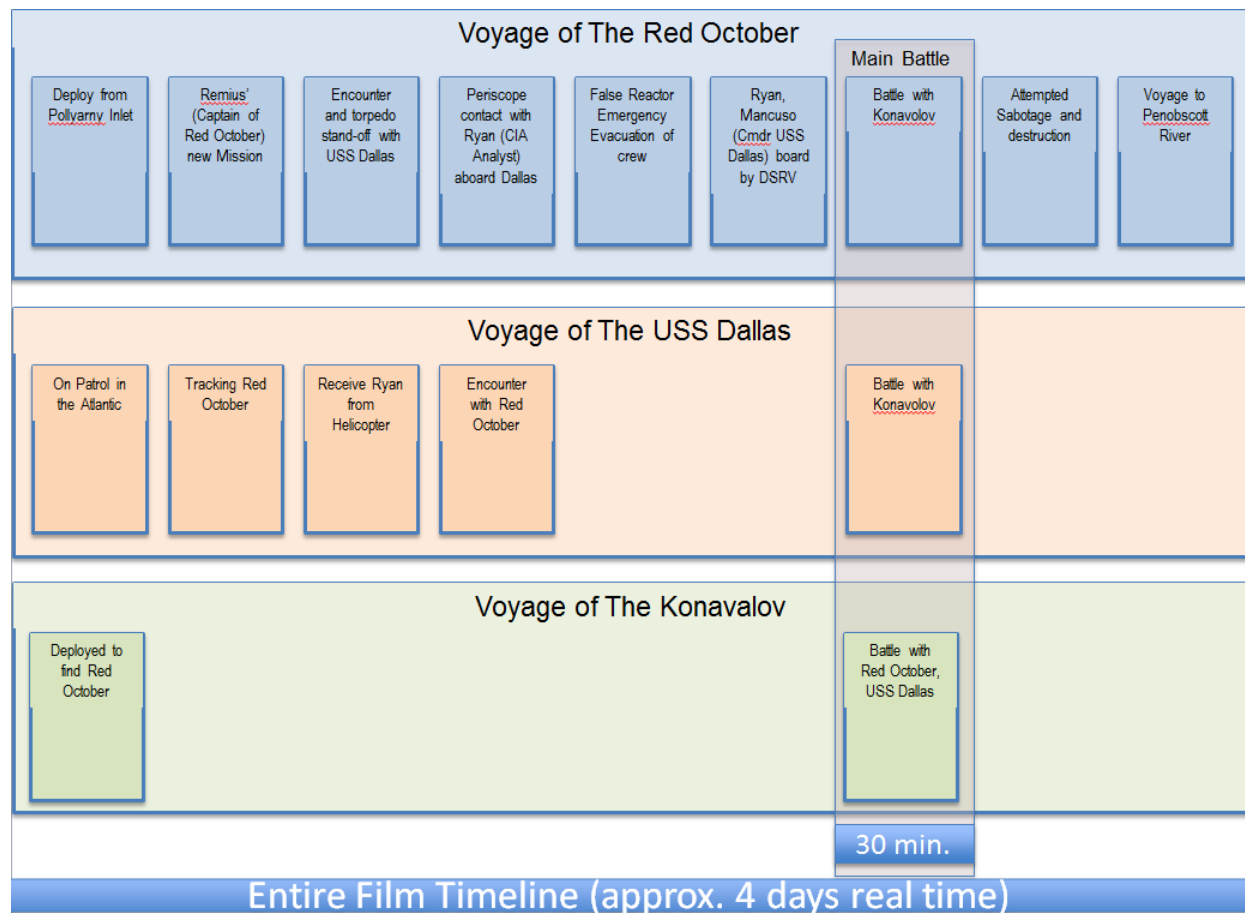 Voyage of The Red October
Main Battle
Deploy from
Pollyarny Inlet
Remius'
(Captain of
Red October)
new Mission
Encounter
and torpedo
stand-off with
USS Dallas
Periscope
contact with
Ryan (CIA
Analyst)
aboard Dallas
False Reactor
Emergency
Evacuation of
crew
Ryan,
Mancuso
(Cmdr USS
Dallas) board
by DSRV
Battle with
Konavolov
Attempted
Sabotage and
destruction
Voyage to
Penobscott
River
Voyage of The USS Dallas
On Patrol in
the Atlantic
Tracking Red
October
Receive Ryan
from
Helicopter
Encounter
with Red
October
Battle with
Konavolov
Voyage of The Konavalov
Deployed to
find Red
October
Battle with
Red October,
USS Dallas
30 min.
Entire Film Timeline (approx. 4 days real time)